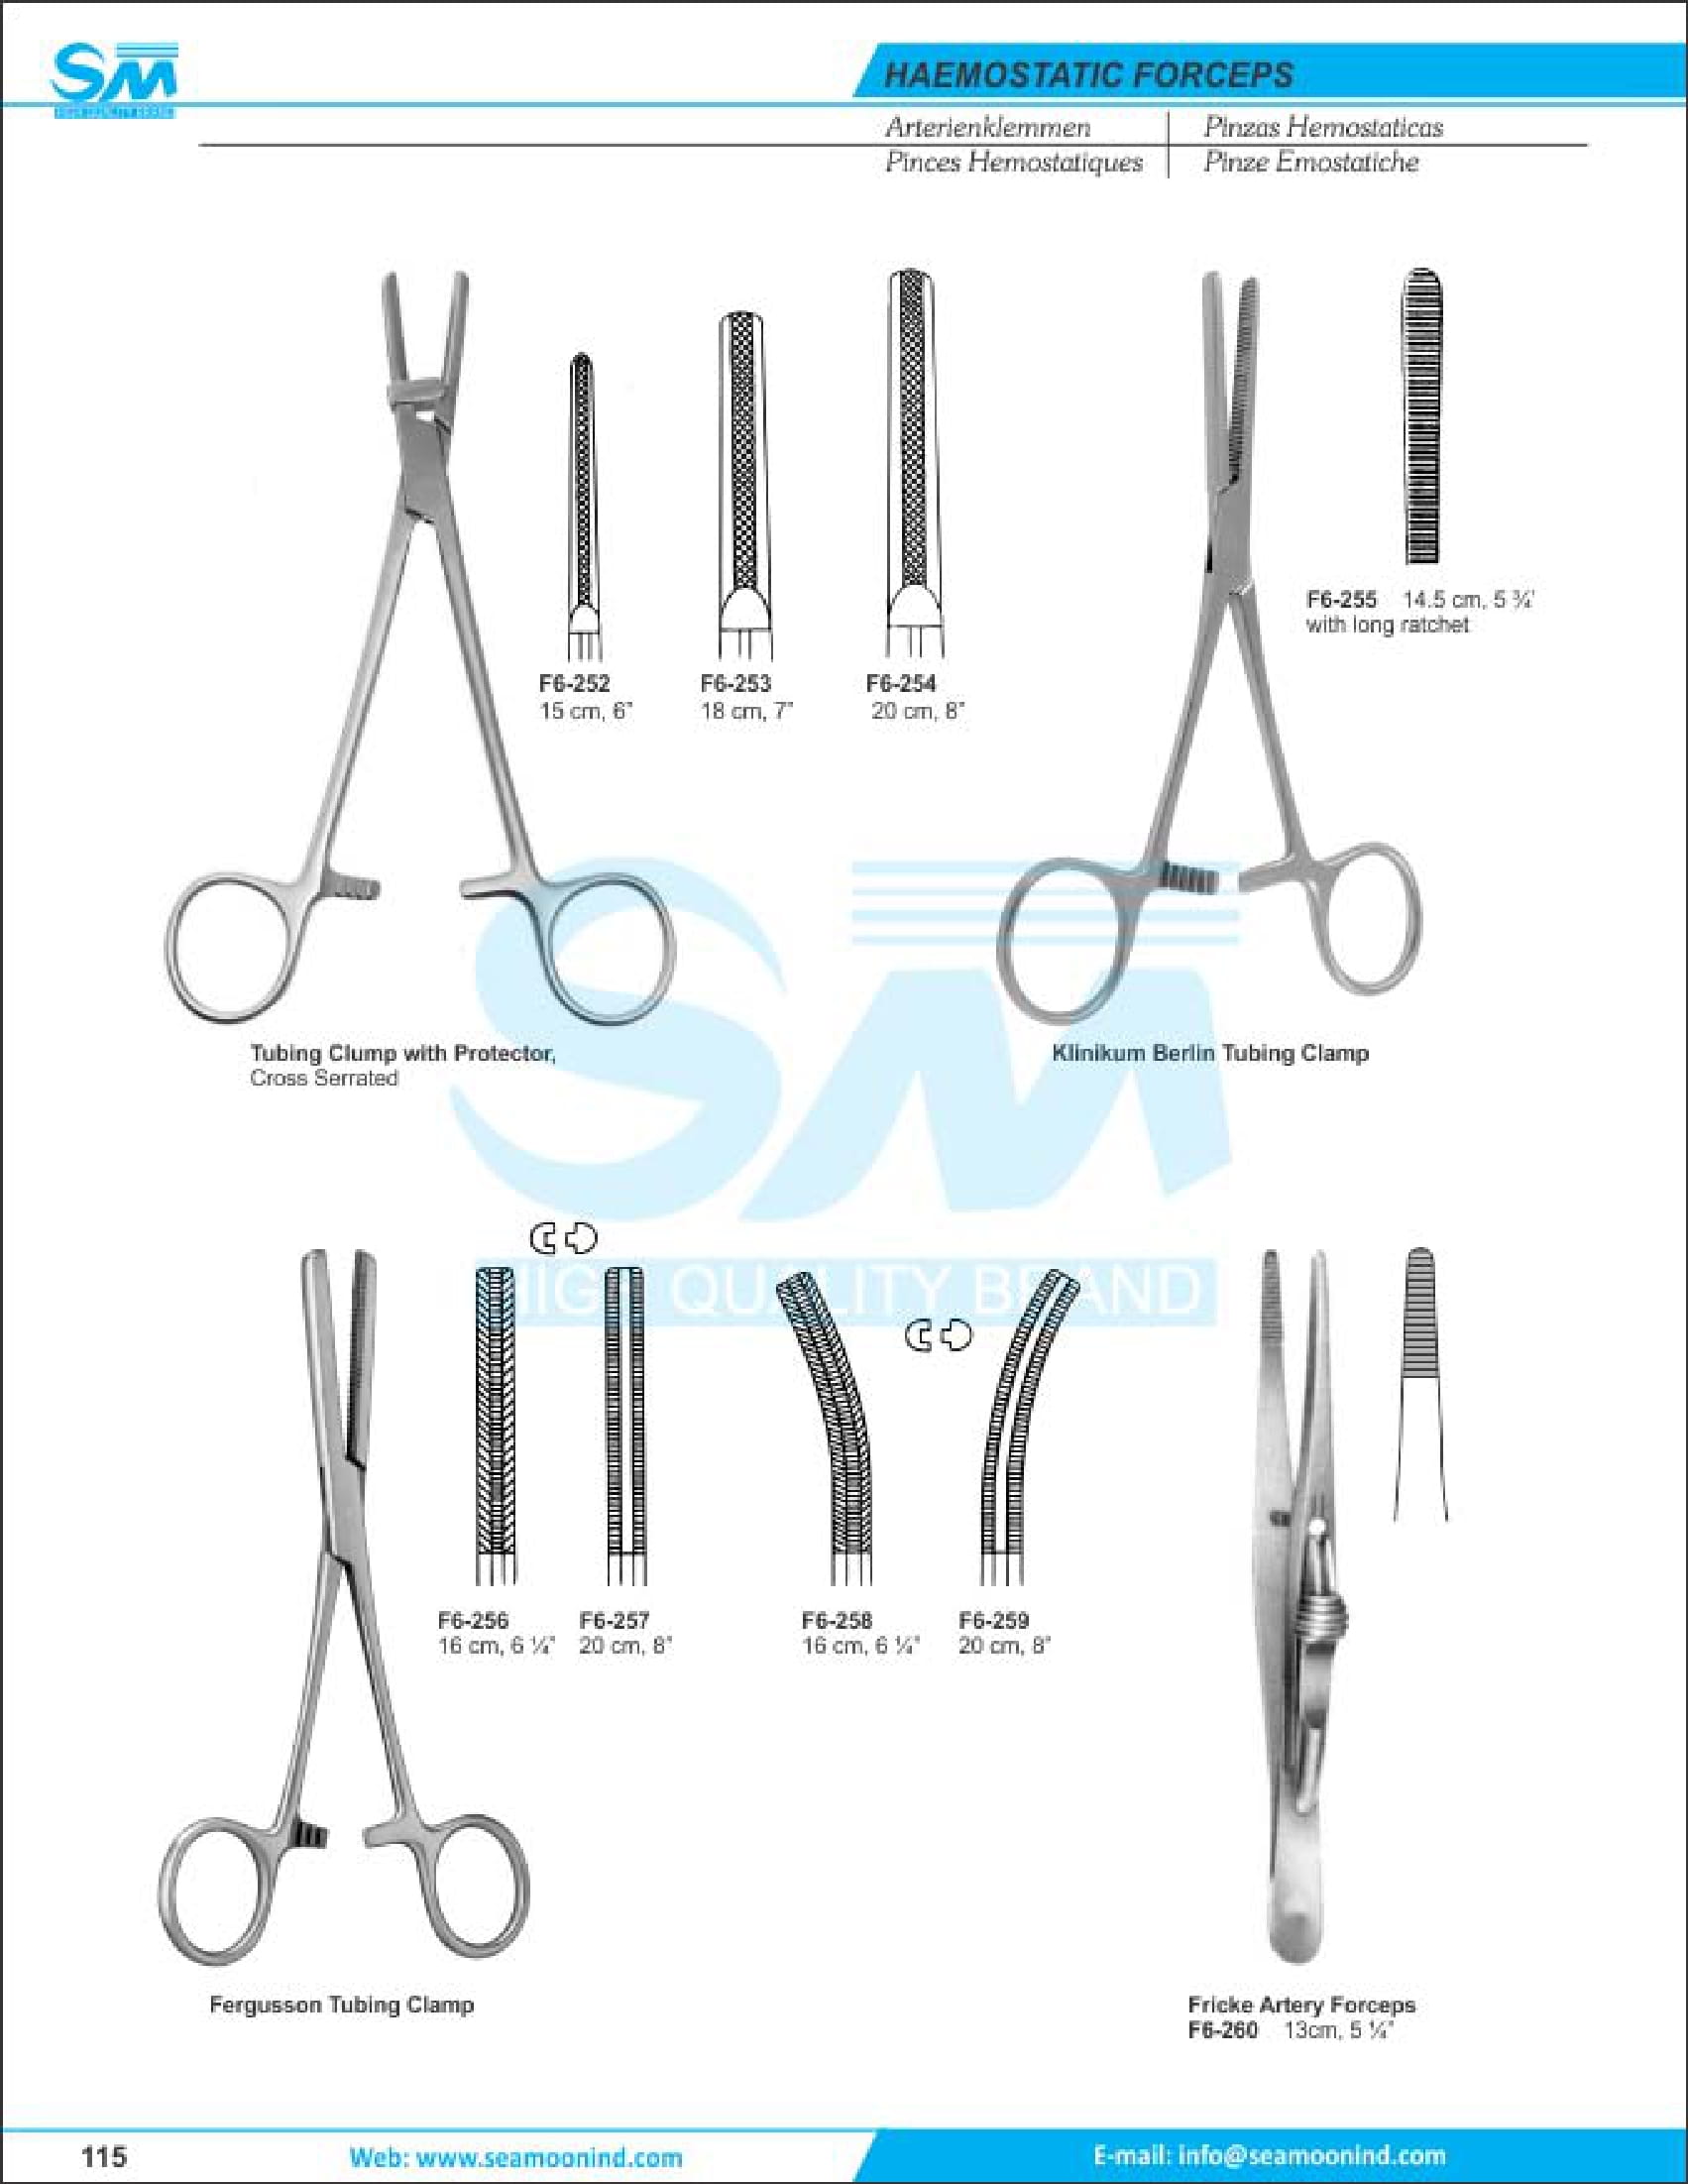 SM
HAEMOSTATIC FORCEPS
Arterienklemmen
Pinzas Hemostaticas
Pinces Hemostatiques
Pinze Emostatiche
F6-255 14.5 cm, 5 ¾"
with long ratchet
F6-252
15 cm, 6"
F6-253
18 cm, 7"
F6-254
20 cm, 8"
Tubing Clump with Protector,
Cross Serrated
Klinikum Berlin Tubing Clamp
SM
HIGH QUALITY BRAND
F6-256
16 cm, 6 ¼"
F6-257
20 cm, 8"
F6-258
16 cm, 6 ¼"
F6-259
20 cm, 8"
Fergusson Tubing Clamp
Fricke Artery Forceps
F6-260 13cm, 5 ¼"
115
Web: www.seamoonind.com
E-mail: info@seamoonind.com